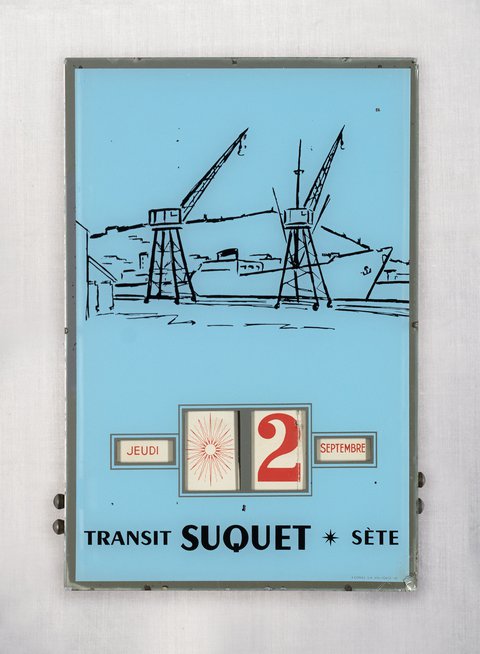 JEUDI 2 SEPTEMBRE
TRANSIT SUQUET ✴ SÈTE